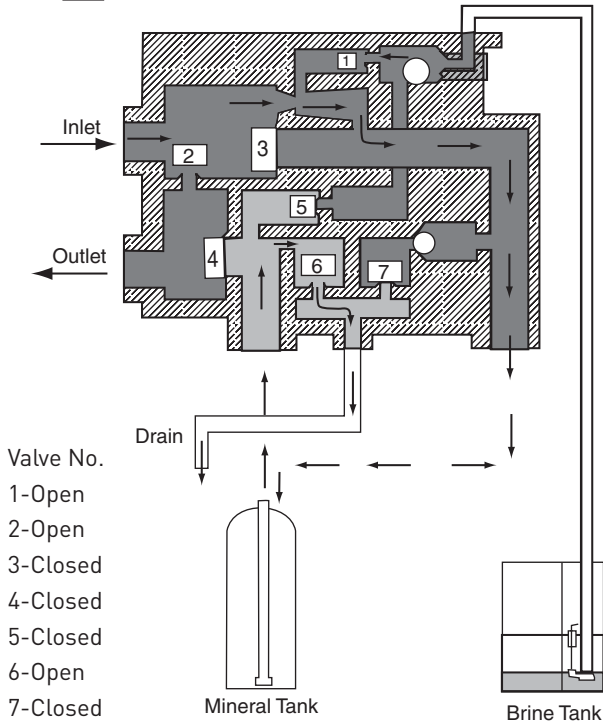 1
Inlet
2
3
5
Outlet
4
6
7
Drain
Valve No.
1-Open
2-Open
3-Closed
4-Closed
5-Closed
6-Open
7-Closed
Mineral Tank
Brine Tank